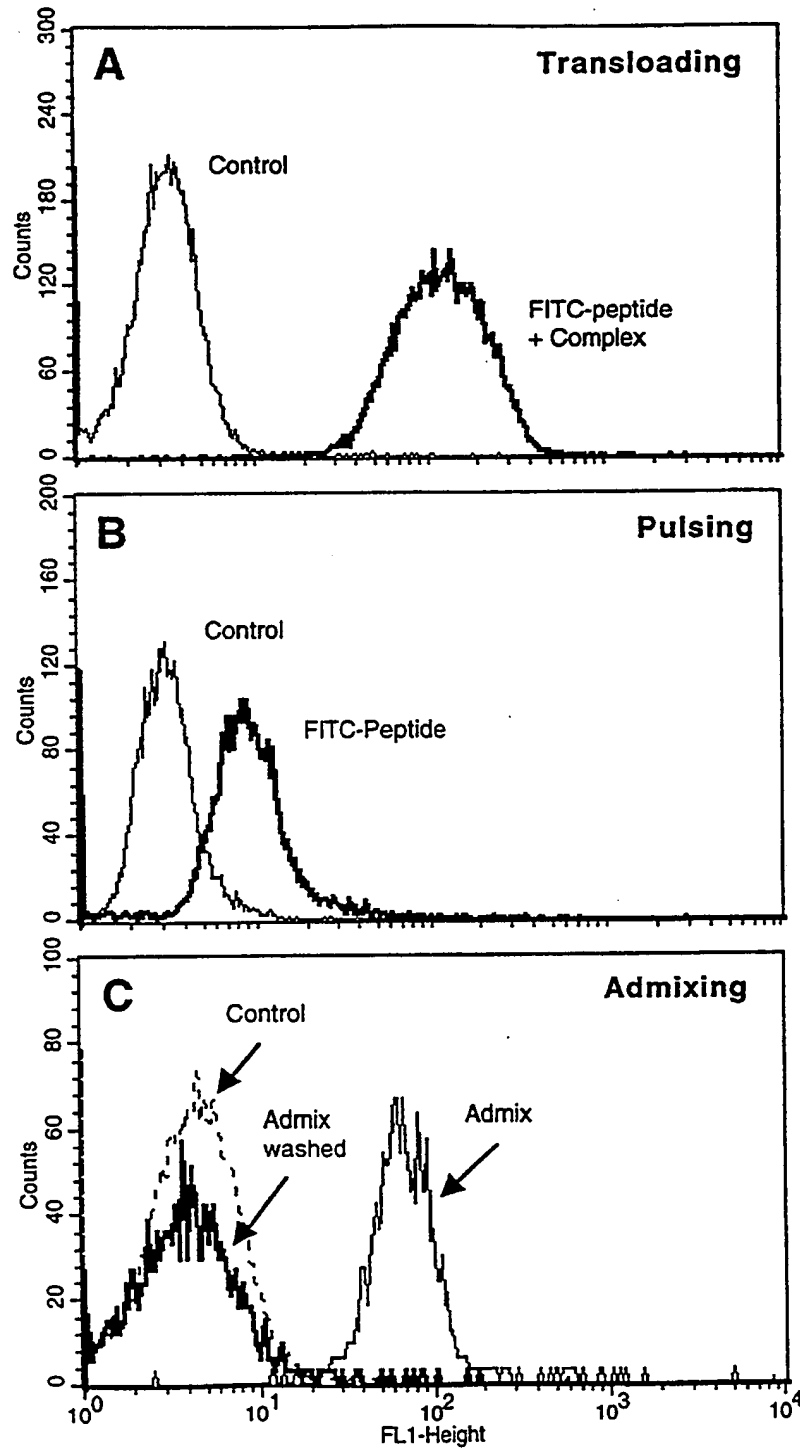 A
Transloading
300
240
180
120
60
0
Counts
Control
FITC-peptide
+ Complex
B
Pulsing
200
160
120
80
40
0
Counts
Control
FITC-Peptide
C
Admixing
100
80
60
40
20
0
Counts
Control
Admix
washed
Admix
10⁰ 10¹ 10² 10³ 10⁴
FL1-Height